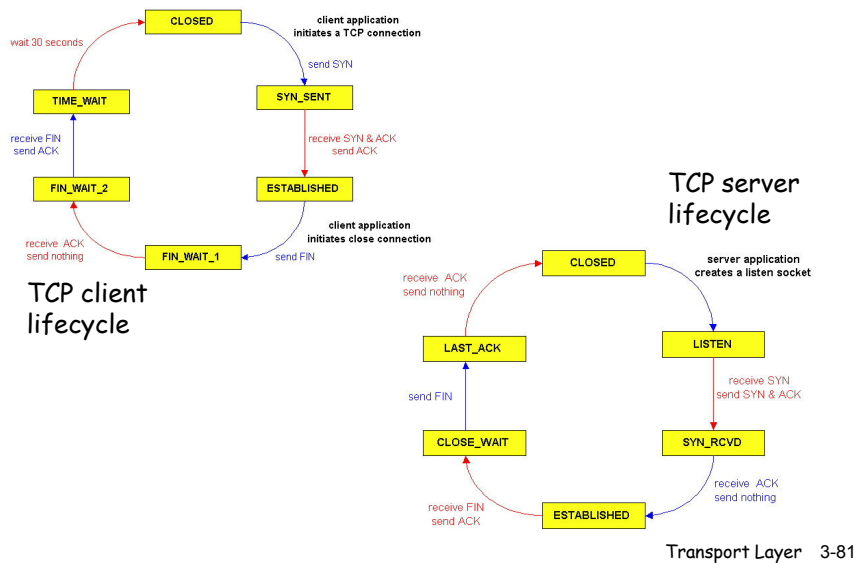 CLOSED
client application
initiates a TCP connection
wait 30 seconds
send SYN
TIME_WAIT
SYN_SENT
receive FIN
send ACK
receive SYN & ACK
send ACK
FIN_WAIT_2
ESTABLISHED
client application
initiates close connection
receive ACK
send nothing
FIN_WAIT_1
send FIN
TCP client
lifecycle
TCP server
lifecycle
CLOSED
server application
creates a listen socket
receive ACK
send nothing
LAST_ACK
LISTEN
receive SYN
send SYN & ACK
send FIN
CLOSE_WAIT
SYN_RCVD
receive ACK
send nothing
receive FIN
send ACK
ESTABLISHED
Transport Layer 3-81